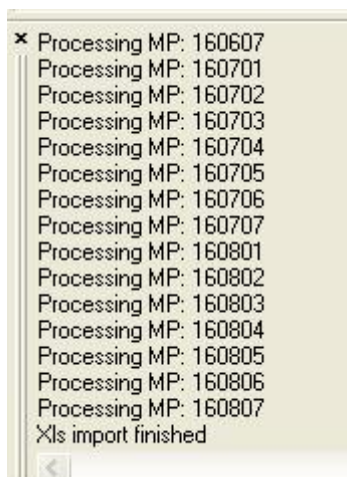 Processing MP: 160607
Processing MP: 160701
Processing MP: 160702
Processing MP: 160703
Processing MP: 160704
Processing MP: 160705
Processing MP: 160706
Processing MP: 160707
Processing MP: 160801
Processing MP: 160802
Processing MP: 160803
Processing MP: 160804
Processing MP: 160805
Processing MP: 160806
Processing MP: 160807
Xls import finished